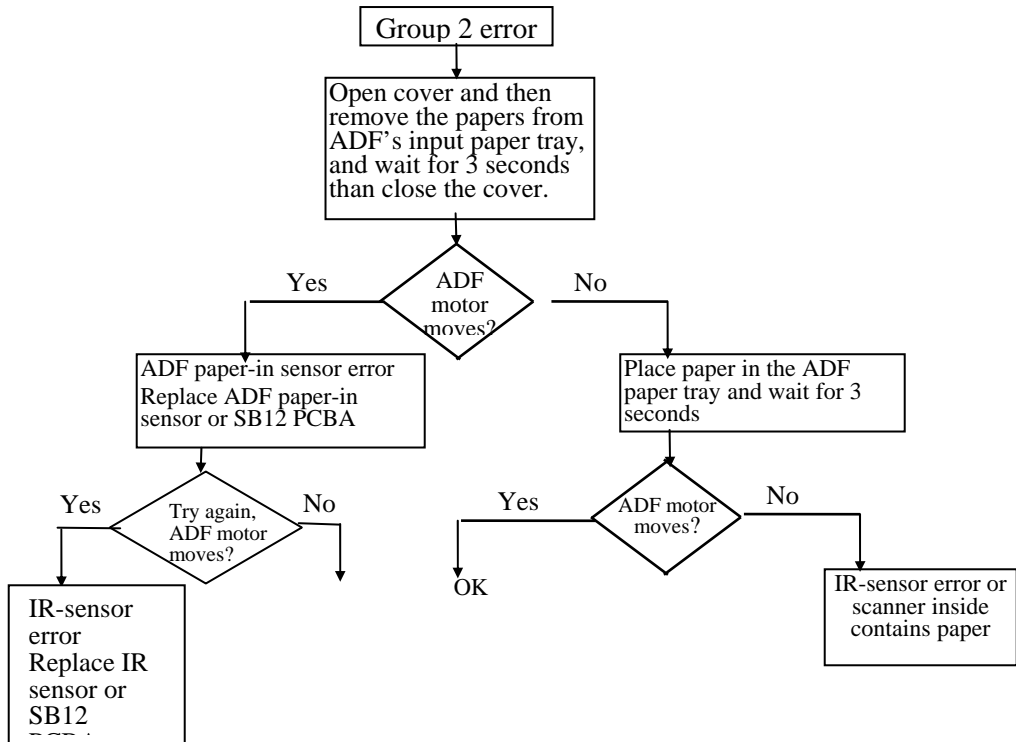 Group 2 error
Open cover and then
remove the papers from
ADF's input paper tray,
and wait for 3 seconds
than close the cover.
Yes
ADF
motor
moves?
No
ADF paper-in sensor error
Replace ADF paper-in
sensor or SB12 PCBA
Place paper in the ADF
paper tray and wait for 3
seconds
Yes
Try again,
ADF motor
moves?
No
Yes
ADF motor
moves?
No
OK
IR-sensor
error
Replace IR
sensor or
SB12
IR-sensor error or
scanner inside
contains paper